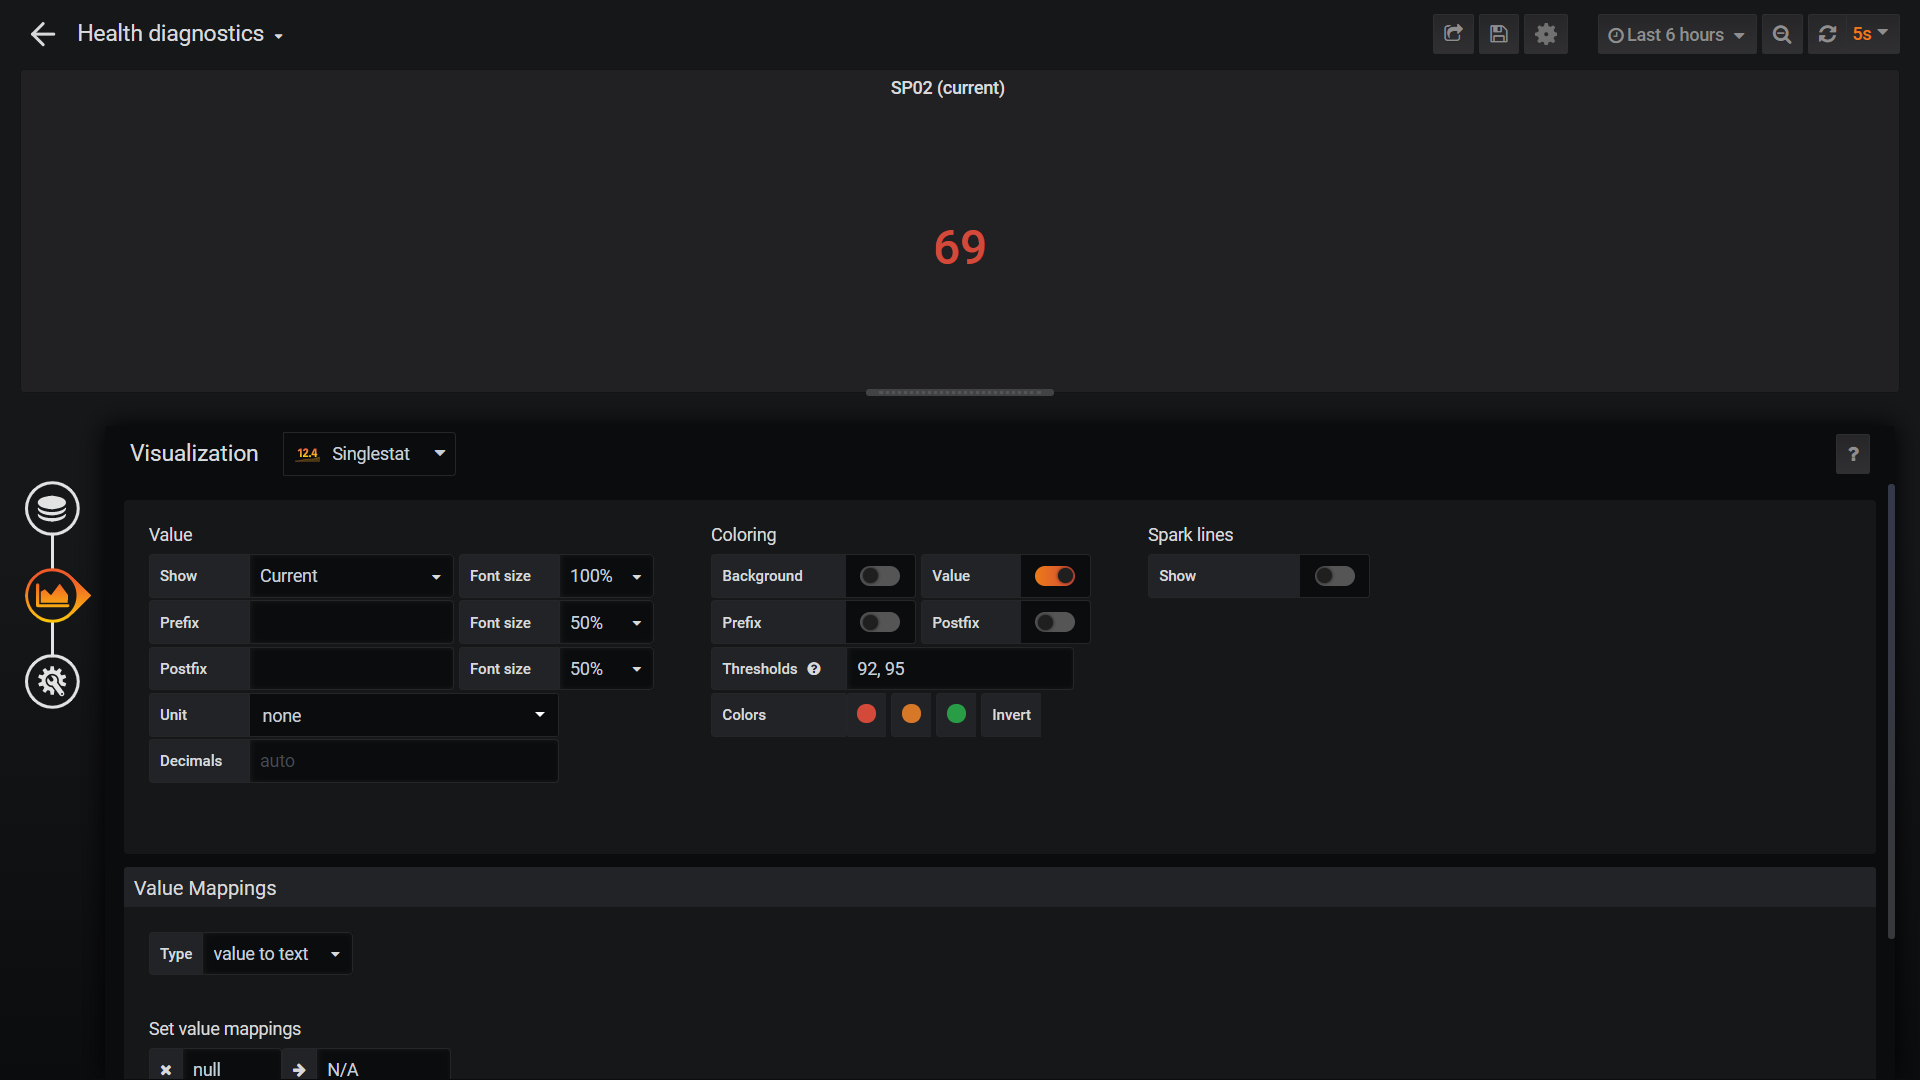 Health diagnostics
Last 6 hours
5s
SP02 (current)
69
Visualization
12.4 Singlestat
?
Value
Show Current Font size 100%
Prefix Font size 50%
Postfix Font size 50%
Unit none
Decimals auto
Coloring
Background Value
Prefix Postfix
Thresholds ? 92, 95
Colors Invert
Spark lines
Show
Value Mappings
Type value to text
Set value mappings
null N/A